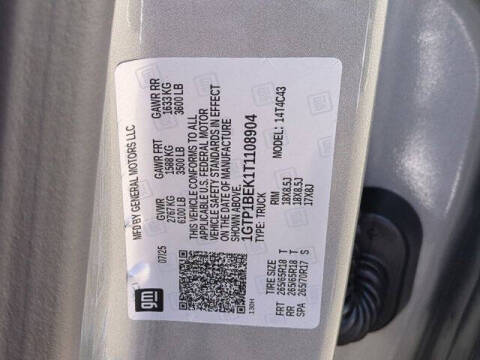 MFD BY GENERAL MOTORS LLC
07/25
GVWR
2767 KG
6100 LB
GAWR FRT
1588 KG
3500 LB
GAWR RR
1633 KG
3600 LB
THIS VEHICLE CONFORMS TO ALL
APPLICABLE U.S. FEDERAL MOTOR
VEHICLE SAFETY STANDARDS IN EFFECT
ON THE DATE OF MANUFACTURE
SHOWN ABOVE.
1GTP1BEK1T1108904
TYPE: TRUCK
MODEL: 14T4C43
TIRE SIZE RIM
FRT 265/65R18 T 18X8.5J
RR 265/65R18 T 18X8.5J
SPA 265/70R17 S 17X8J
gm
130H